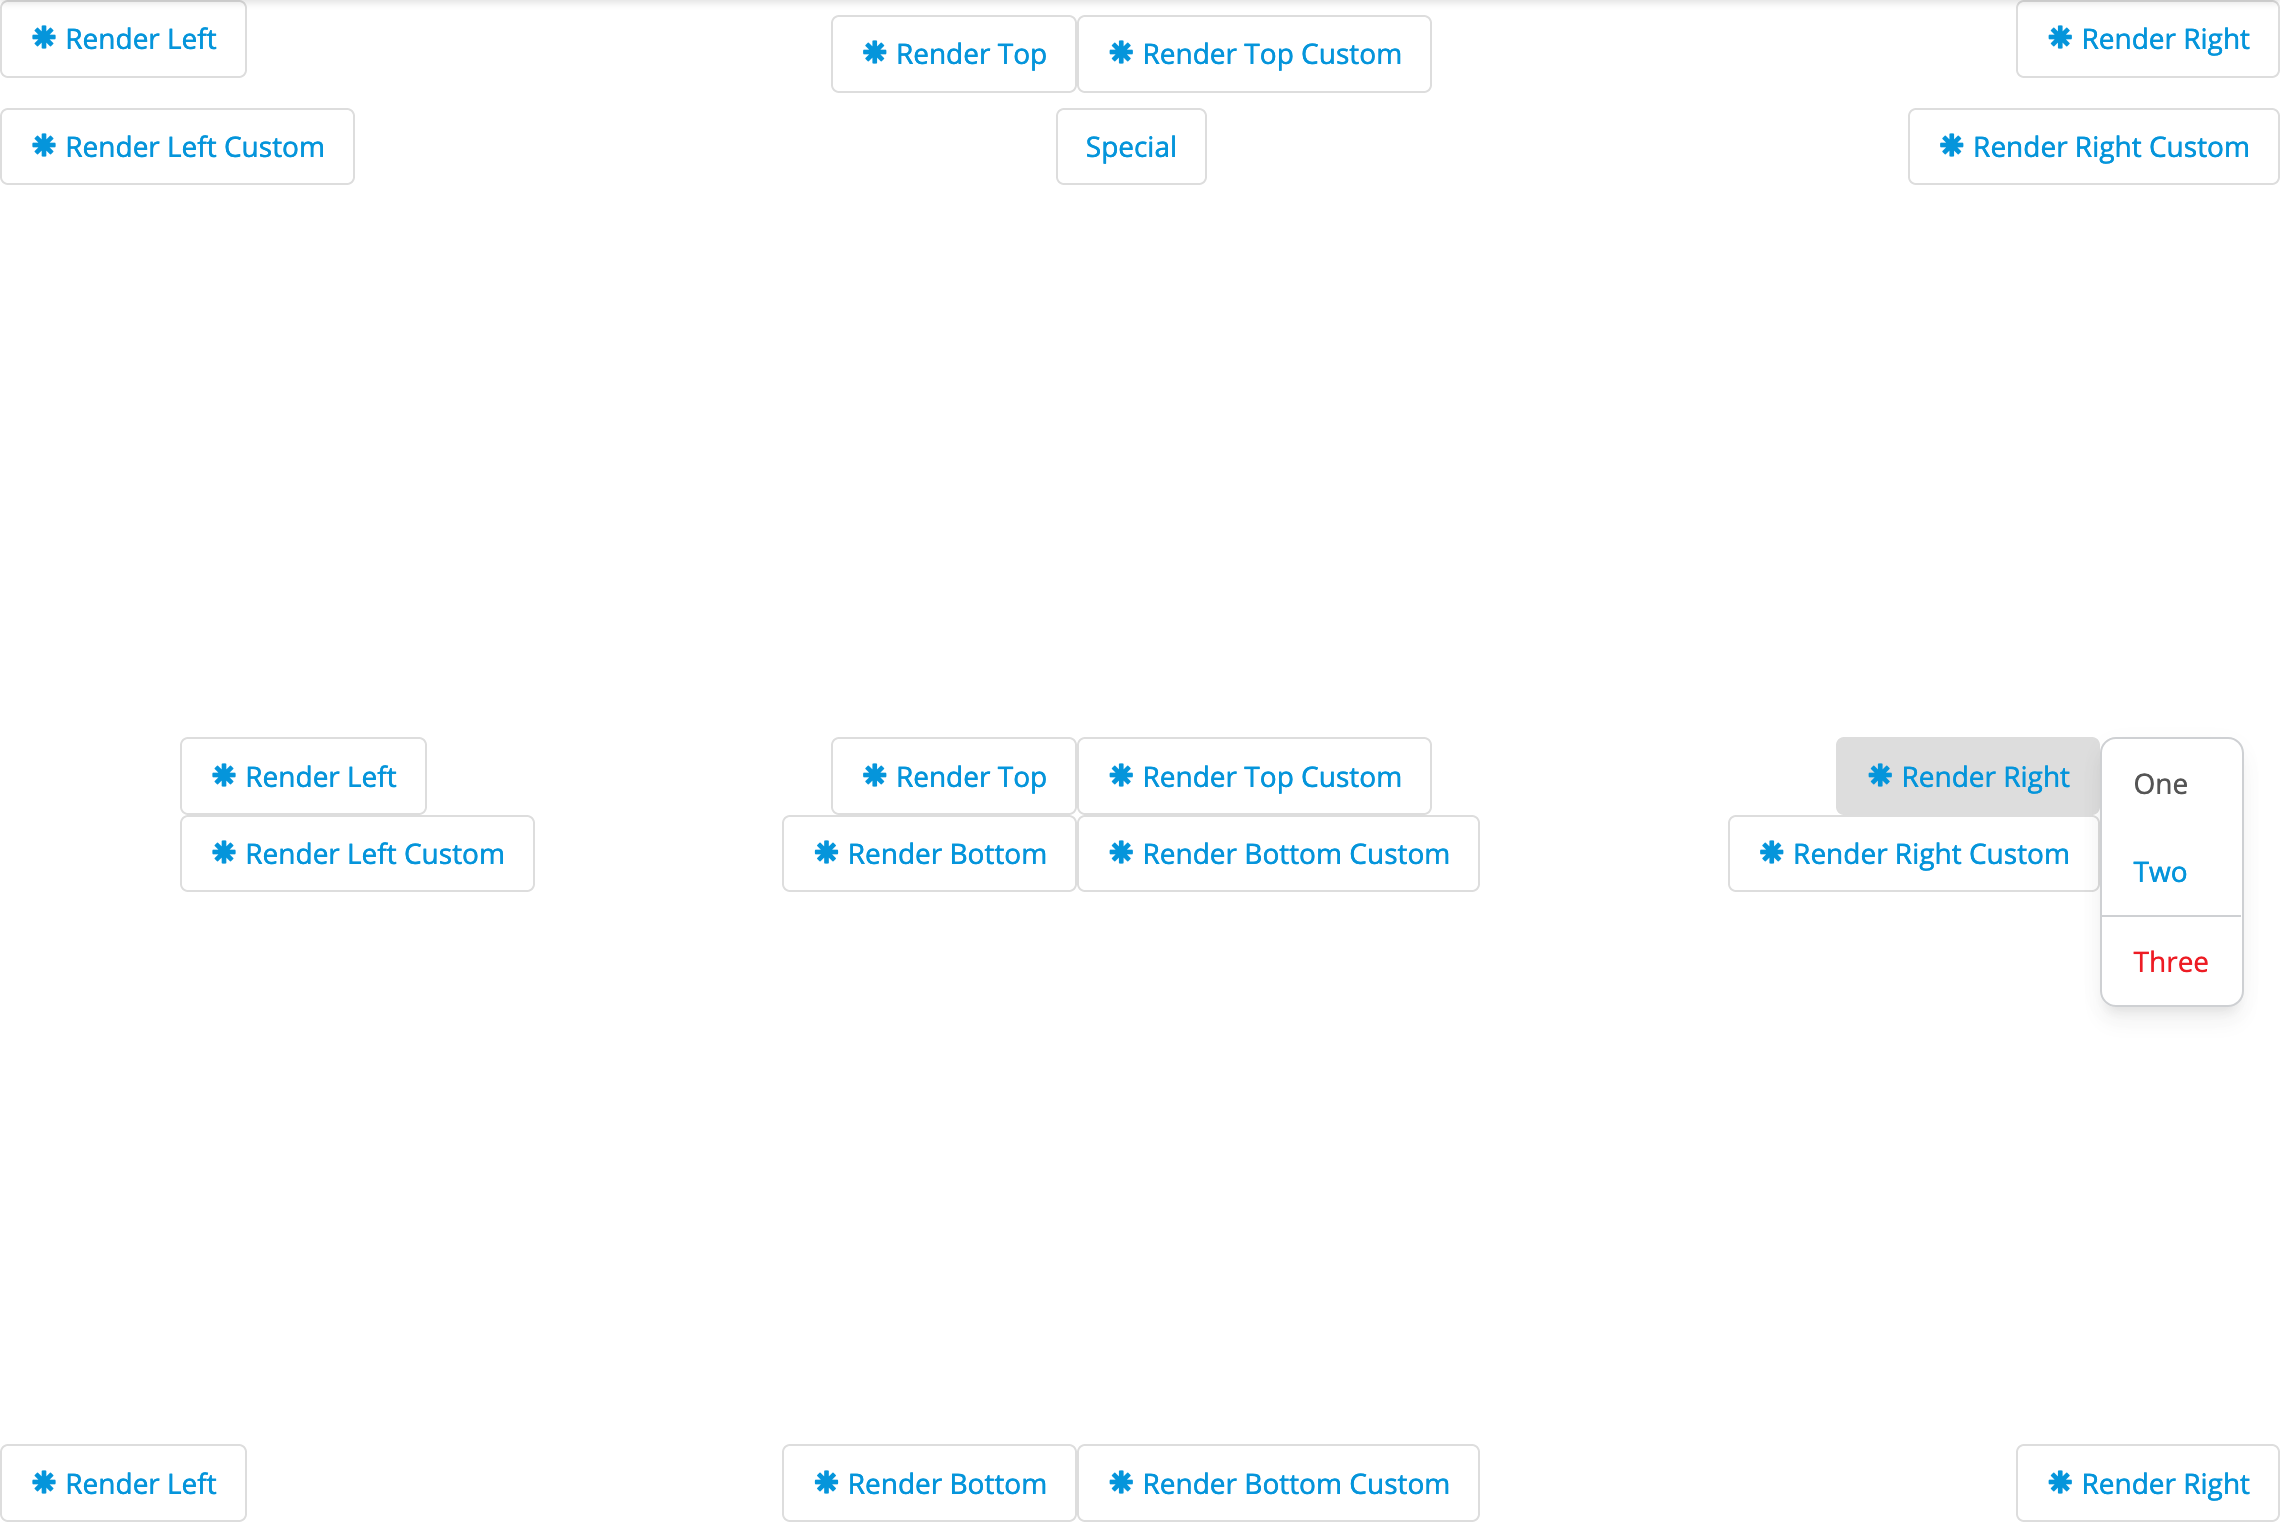 Render Left
Render Top
Render Top Custom
Render Right
Render Left Custom
Special
Render Right Custom
Render Left
Render Top
Render Top Custom
Render Right
One
Render Left Custom
Render Bottom
Render Bottom Custom
Render Right Custom
Two
Three
Render Left
Render Bottom
Render Bottom Custom
Render Right